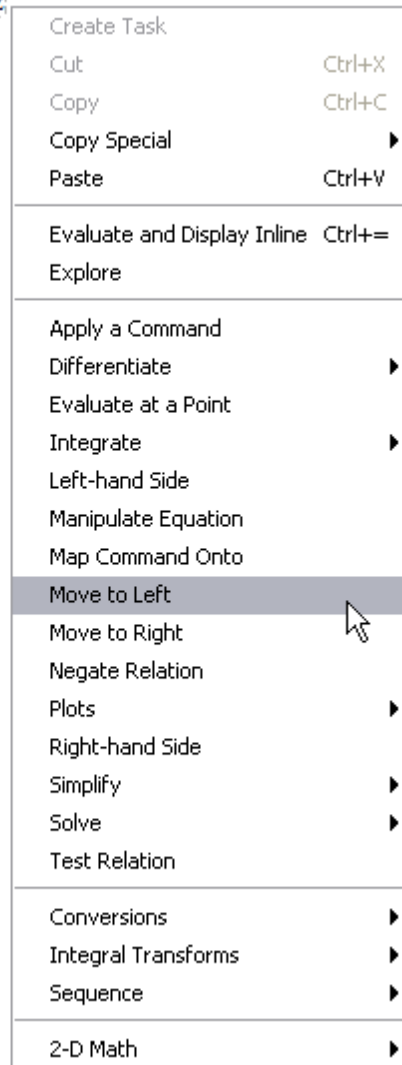 Create Task
Cut Ctrl+X
Copy Ctrl+C
Copy Special
Paste Ctrl+V
Evaluate and Display Inline Ctrl+=
Explore
Apply a Command
Differentiate
Evaluate at a Point
Integrate
Left-hand Side
Manipulate Equation
Map Command Onto
Move to Left
Move to Right
Negate Relation
Plots
Right-hand Side
Simplify
Solve
Test Relation
Conversions
Integral Transforms
Sequence
2-D Math